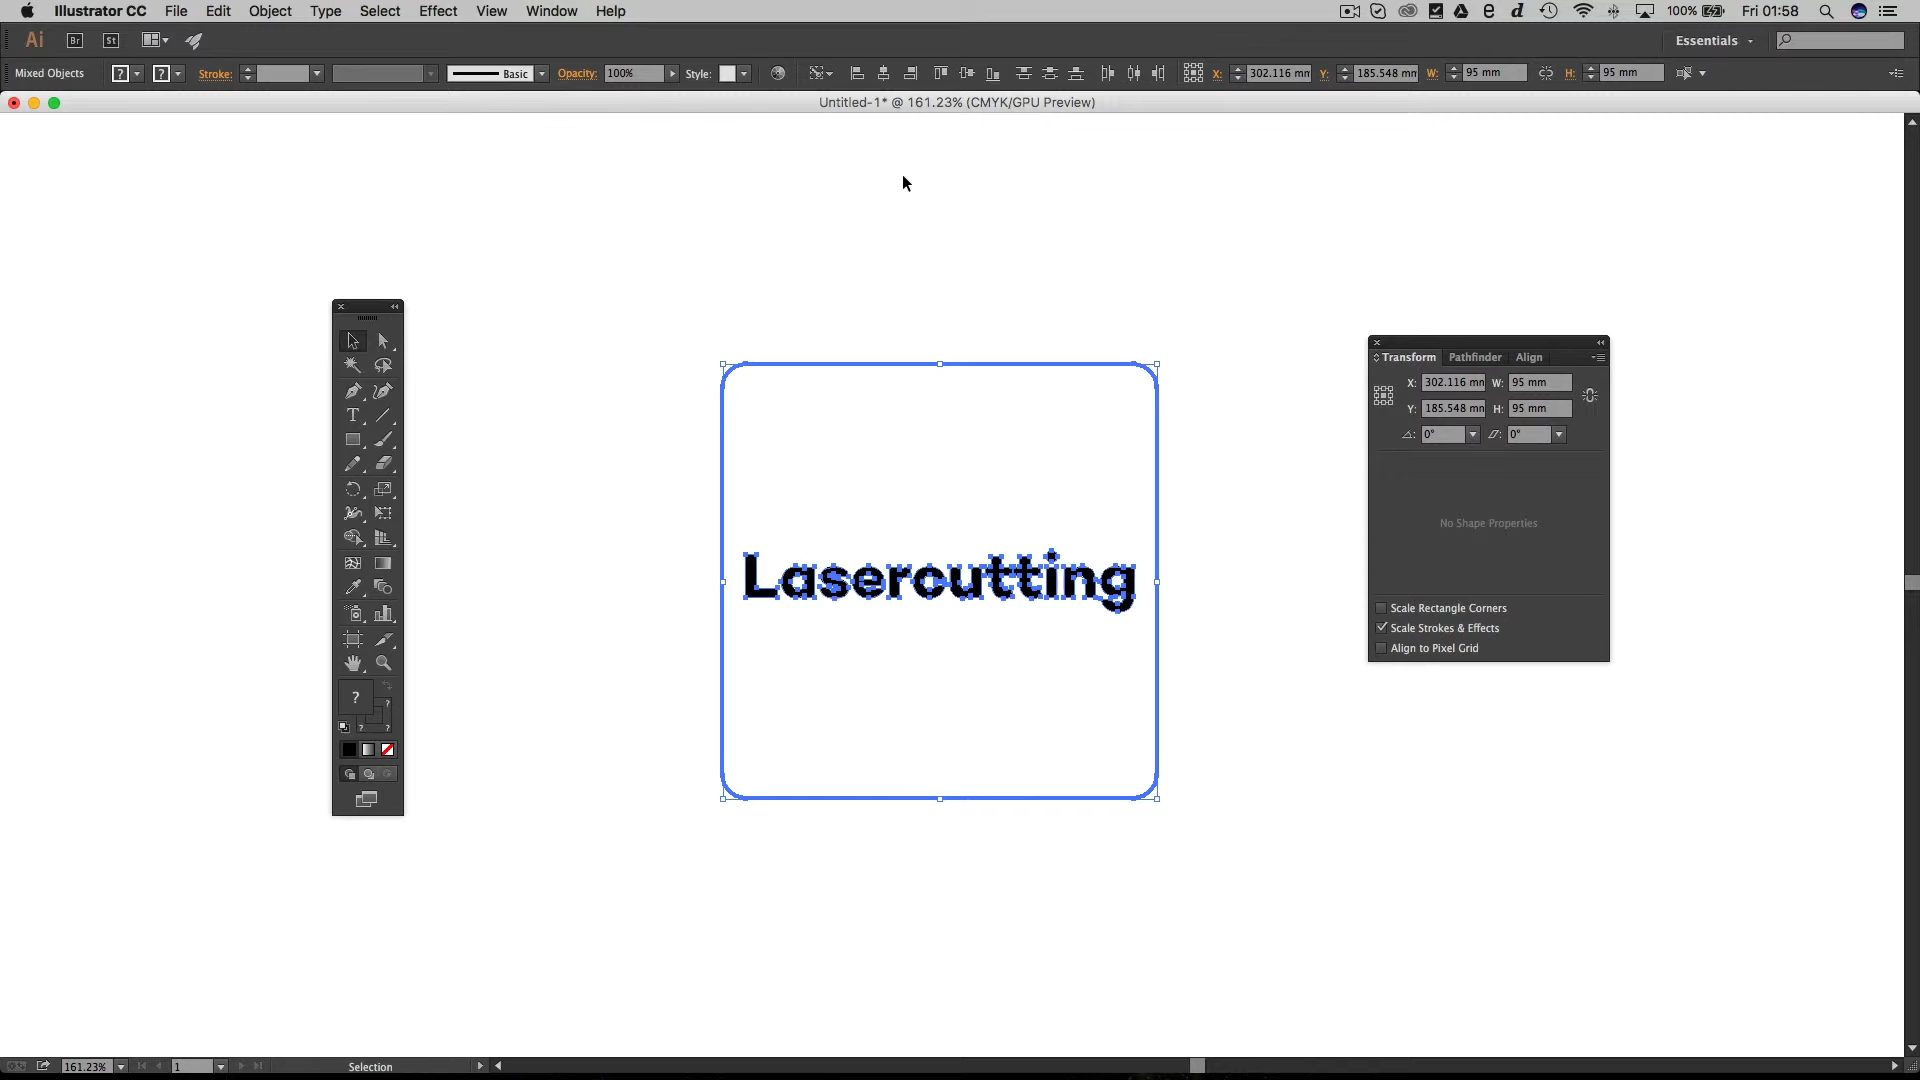 Illustrator CC File Edit Object Type Select Effect View Window Help 100% Fri 01:58
Ai Br St Essentials
Mixed Objects ? ? Stroke: Basic Opacity: 100% Style: X: 302.116 mm Y: 185.548 mm W: 95 mm H: 95 mm
Untitled-1* @ 161.23% (CMYK/GPU Preview)
Transform Pathfinder Align
X: 302.116 mm W: 95 mm
Y: 185.548 mm H: 95 mm
0° 0°
No Shape Properties
Scale Rectangle Corners
Scale Strokes & Effects
Align to Pixel Grid
Lasercutting
161.23% 1 Selection